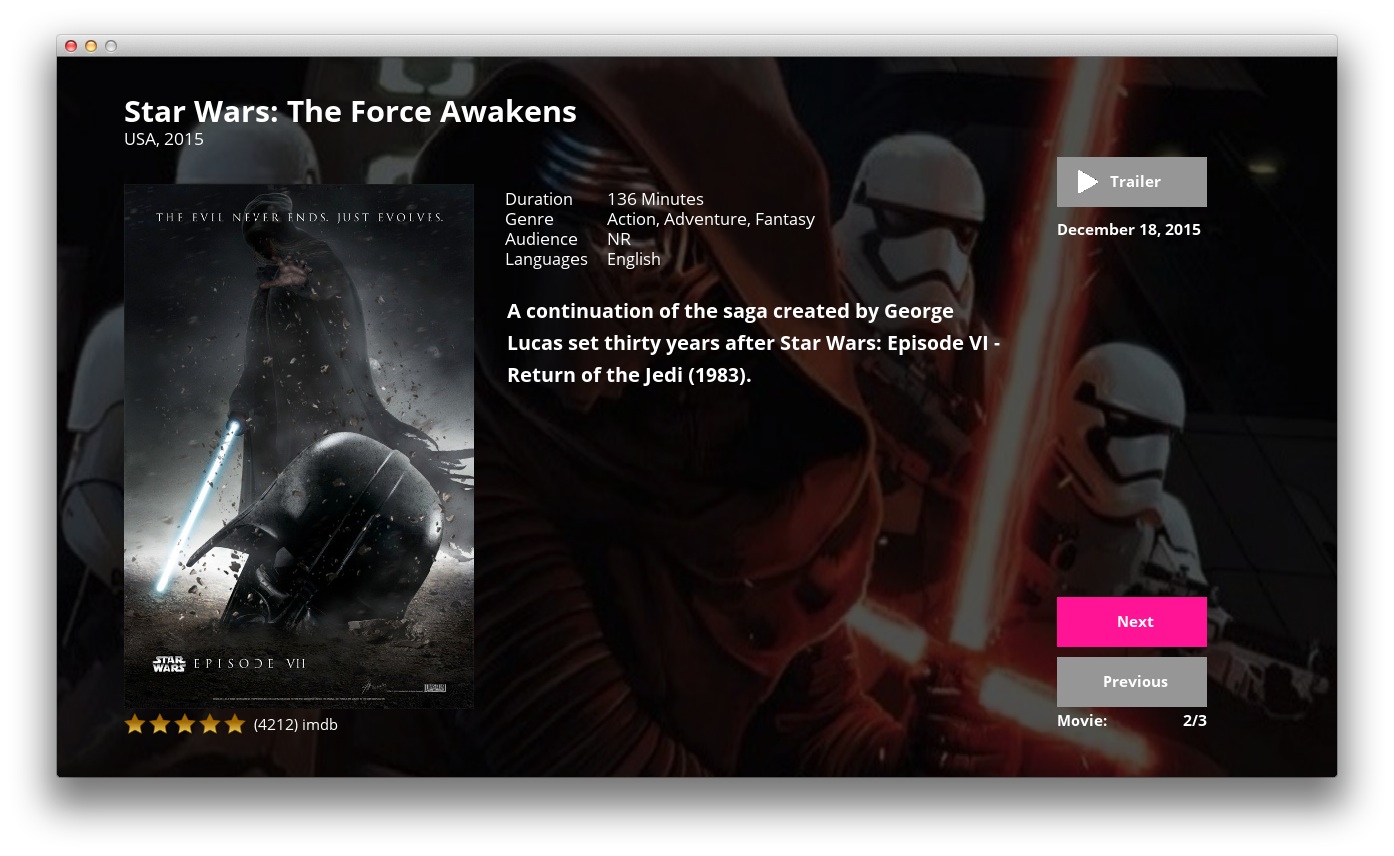 Star Wars: The Force Awakens
USA, 2015
THE EVIL NEVER ENDS. JUST EVOLVES.
STAR WARS EPISODE VII
(4212) imdb
Duration 136 Minutes
Genre Action, Adventure, Fantasy
Audience NR
Languages English
A continuation of the saga created by George
Lucas set thirty years after Star Wars: Episode VI -
Return of the Jedi (1983).
Trailer
December 18, 2015
Next
Previous
Movie: 2/3